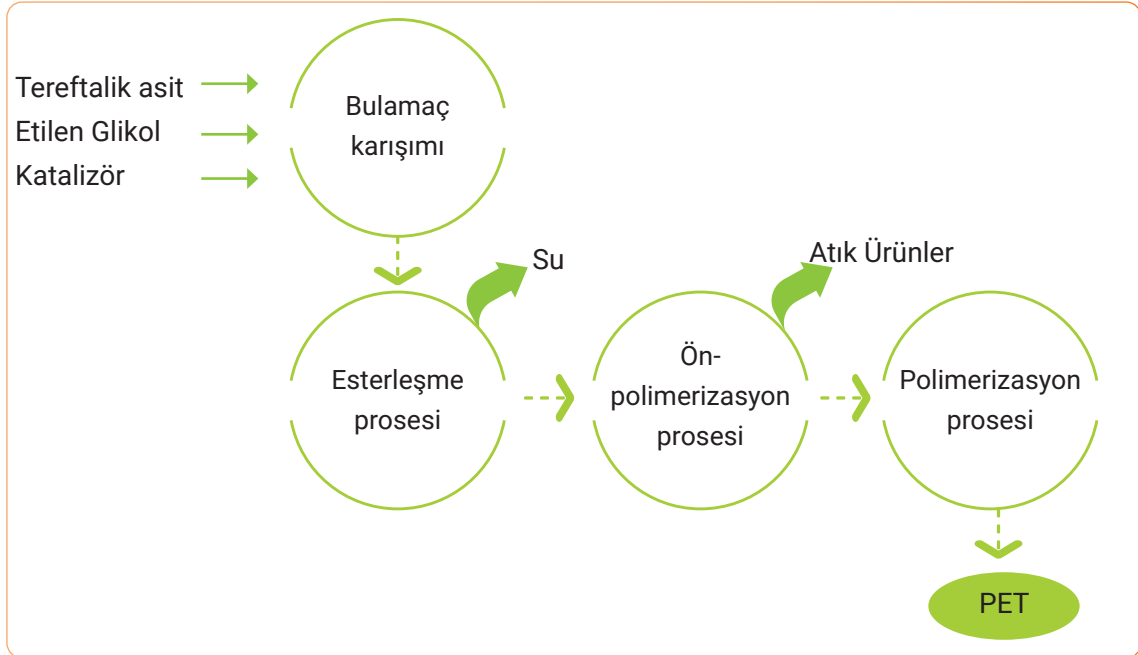 Tereftalik asit
Etilen Glikol
Katalizör
Bulamaç
karışımı
Su
Atık Ürünler
Esterleşme
prosesi
Ön-
polimerizasyon
prosesi
Polimerizasyon
prosesi
PET